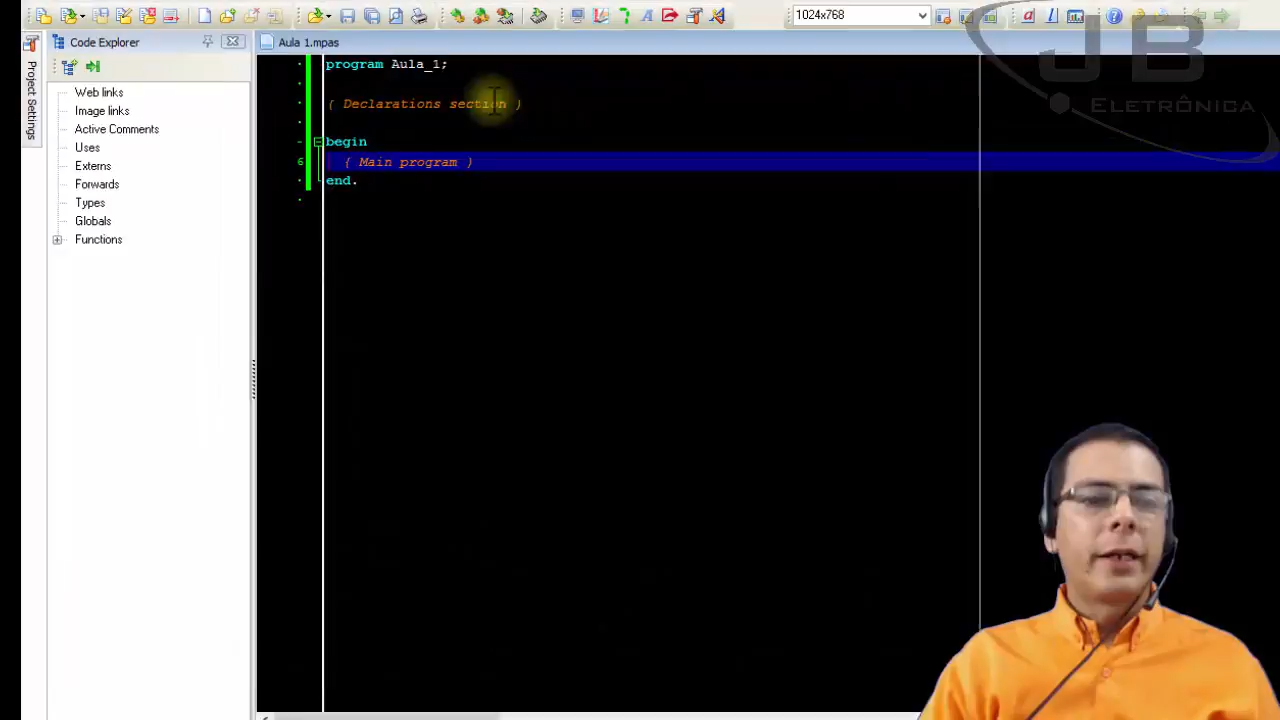 1024x768
Project Settings
Code Explorer
Aula 1.mpas
Web links
Image links
Active Comments
Uses
Externs
Forwards
Types
Globals
Functions
program Aula_1;
{ Declarations section }
begin
6 { Main program }
end.
JB
ELETRÔNICA